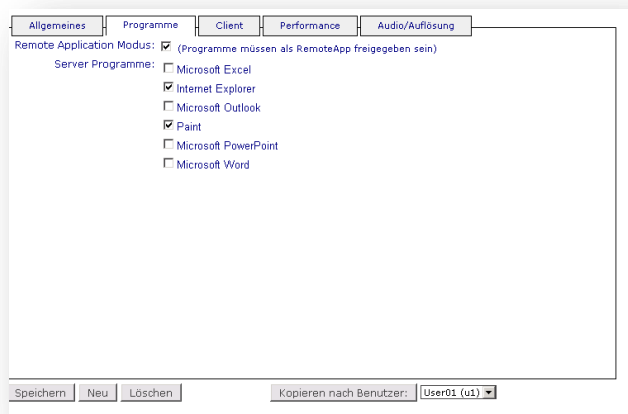 Allgemeines Programme Client Performance Audio/Auflösung
Remote Application Modus: (Programme müssen als RemoteApp freigegeben sein)
Server Programme: Microsoft Excel
Internet Explorer
Microsoft Outlook
Paint
Microsoft PowerPoint
Microsoft Word
Speichern Neu Löschen Kopieren nach Benutzer: User01 (u1)